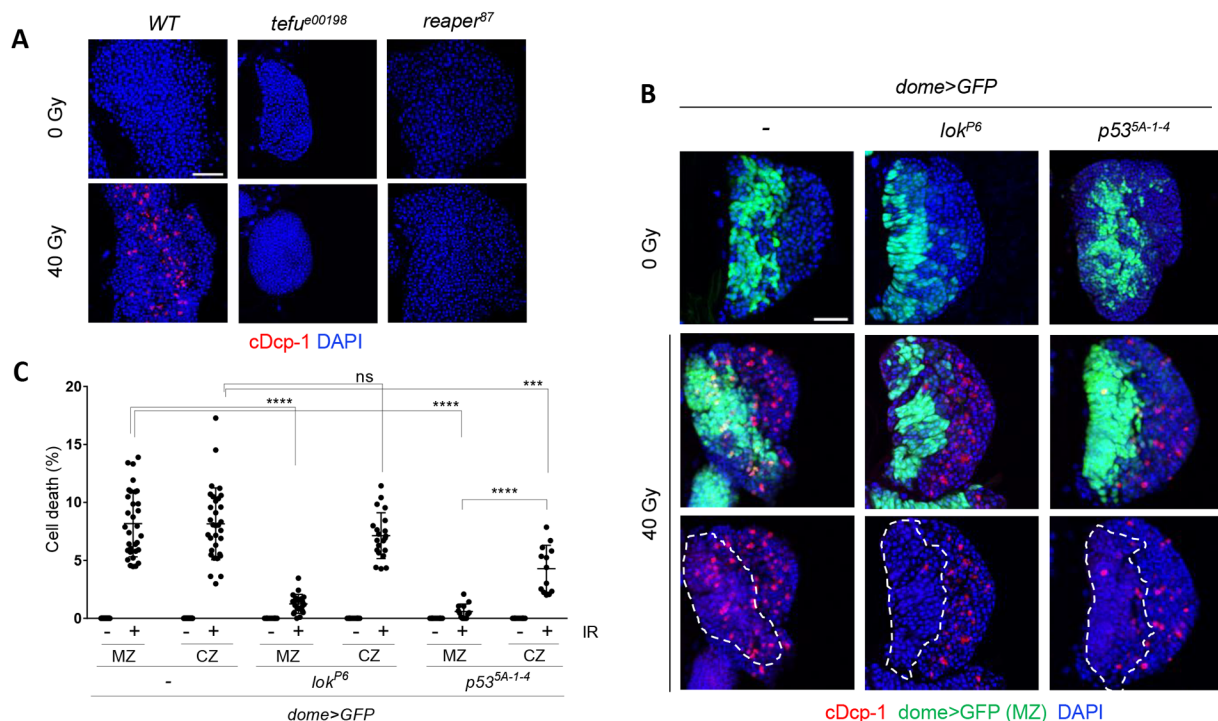 A
WT tefu^e00198 reaper^87
0 Gy
40 Gy
cDcp-1 DAPI
B
dome>GFP
- lok^P6 p53^5A-1-4
0 Gy
40 Gy
cDcp-1 dome>GFP (MZ) DAPI
C
Cell death (%)
20
15
10
5
0
ns
***
**** ****
****
- + - + - + - + - + - + IR
MZ CZ MZ CZ MZ CZ
- lok^P6 p53^5A-1-4
dome>GFP